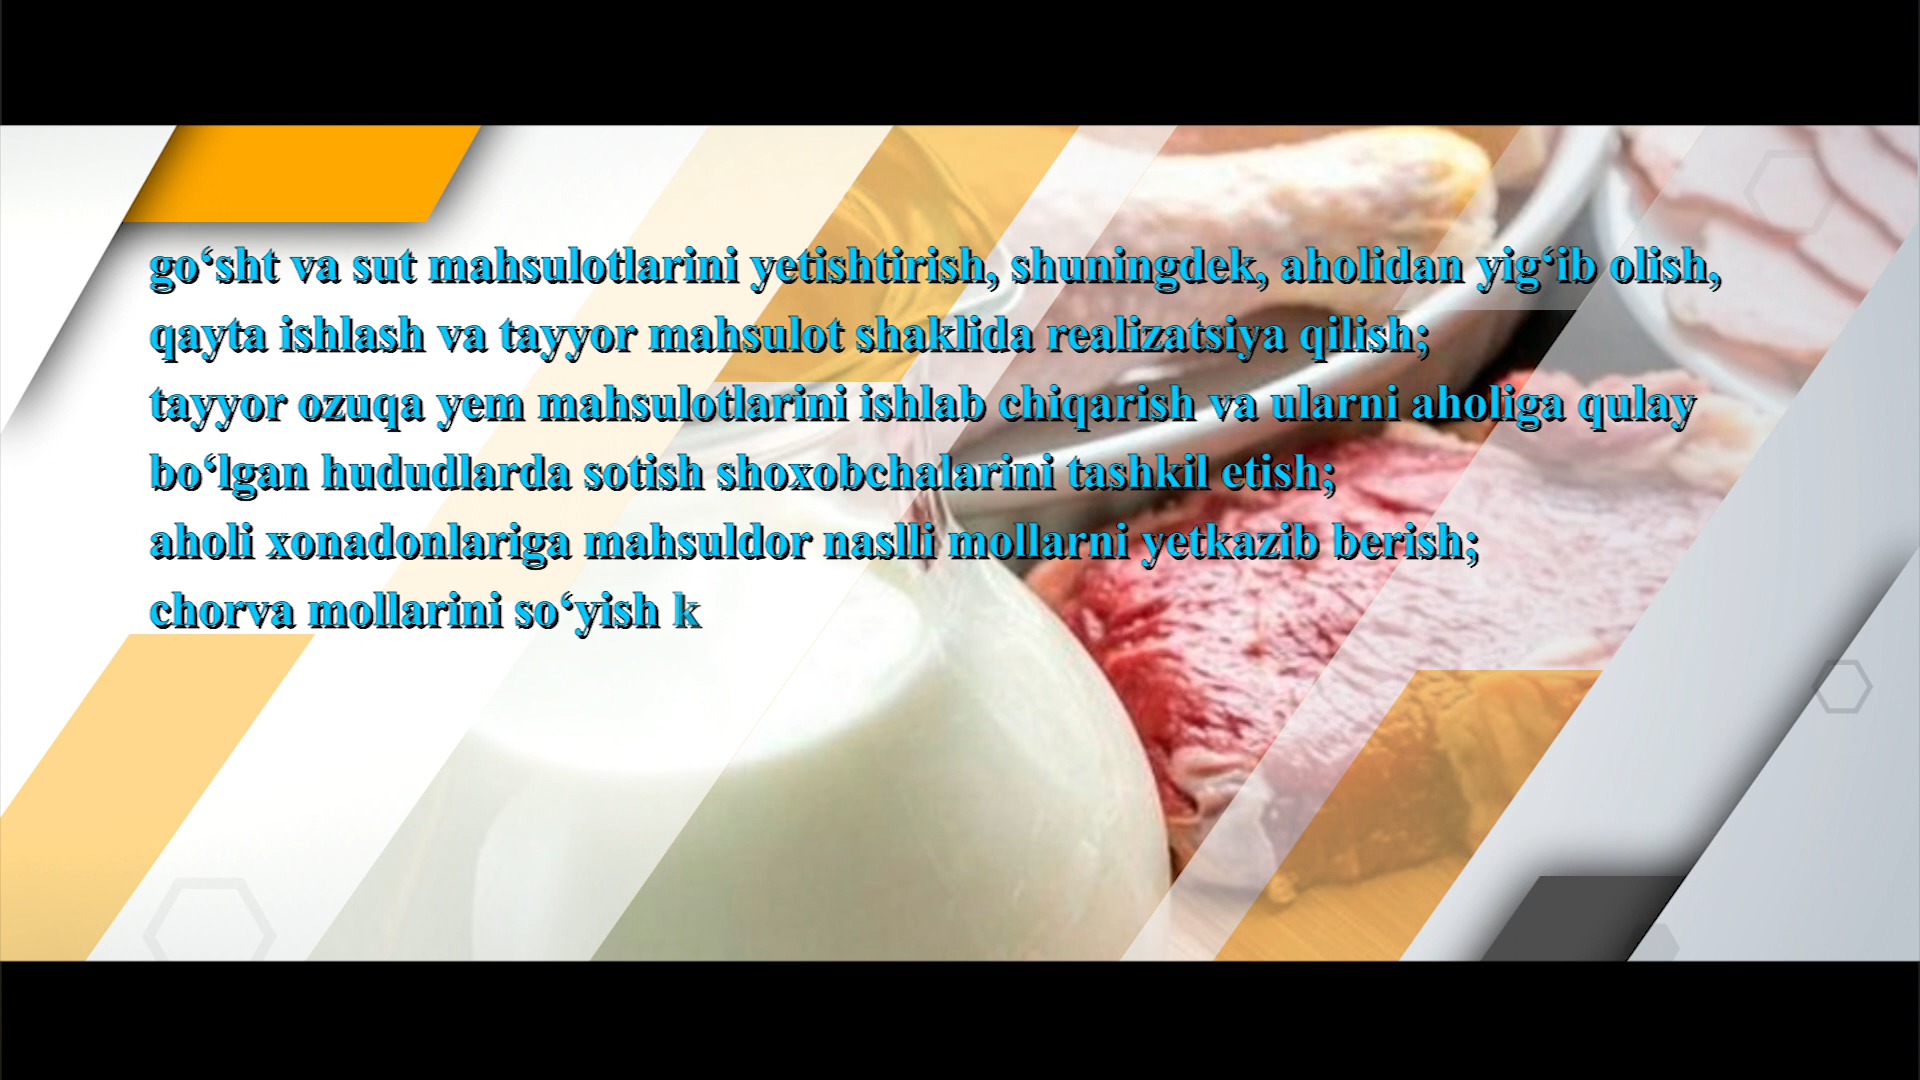 go‘sht va sut mahsulotlarini yetishtirish, shuningdek, aholidan yig‘ib olish,
qayta ishlash va tayyor mahsulot shaklida realizatsiya qilish;
tayyor ozuqa yem mahsulotlarini ishlab chiqarish va ularni aholiga qulay
bo‘lgan hududlarda sotish shoxobchalarini tashkil etish;
aholi xonadonlariga mahsuldor naslli mollarni yetkazib berish;
chorva mollarini so‘yish k